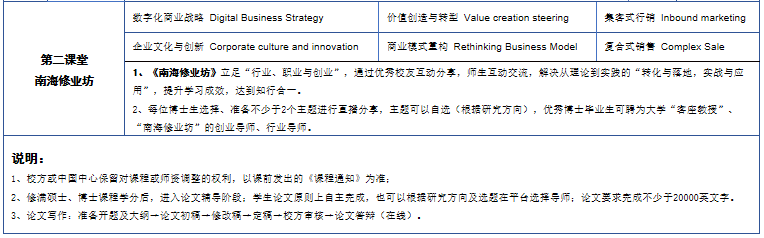 数字化商业战略 Digital Business Strategy
价值创造与转型 Value creation steering
集客式行销 Inbound marketing
第二课堂
南海修业坊
企业文化与创新 Corporate culture and innovation
商业模式重构 Rethinking Business Model
复合式销售 Complex Sale
1、《南海修业坊》立足“行业、职业与创业”，通过优秀校友互动分享，师生互动交流，解决从理论到实践的“转化与落地，实战与应
用”，提升学习成效，达到知行合一。
2、每位博士生选择、准备不少于2个主题进行直播分享，主题可以自选（根据研究方向），优秀博士毕业生可聘为大学“客座教授”、
“南海修业坊”的创业导师、行业导师。
说明：
1、校方或中国中心保留对课程或师资调整的权利，以课前发出的《课程通知》为准；
2、修满硕士、博士课程学分后，进入论文辅导阶段；学生论文原则上自主完成，也可以根据研究方向及选题在平台选择导师；论文要求完成不少于20000英文字。
3、论文写作：准备开题及大纲→论文初稿→修改稿→定稿→校方审核→论文答辩（在线）。